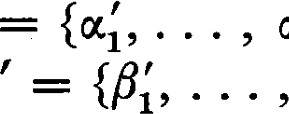 = {α′₁, . . . ,
′ = {β′₁, . . . ,